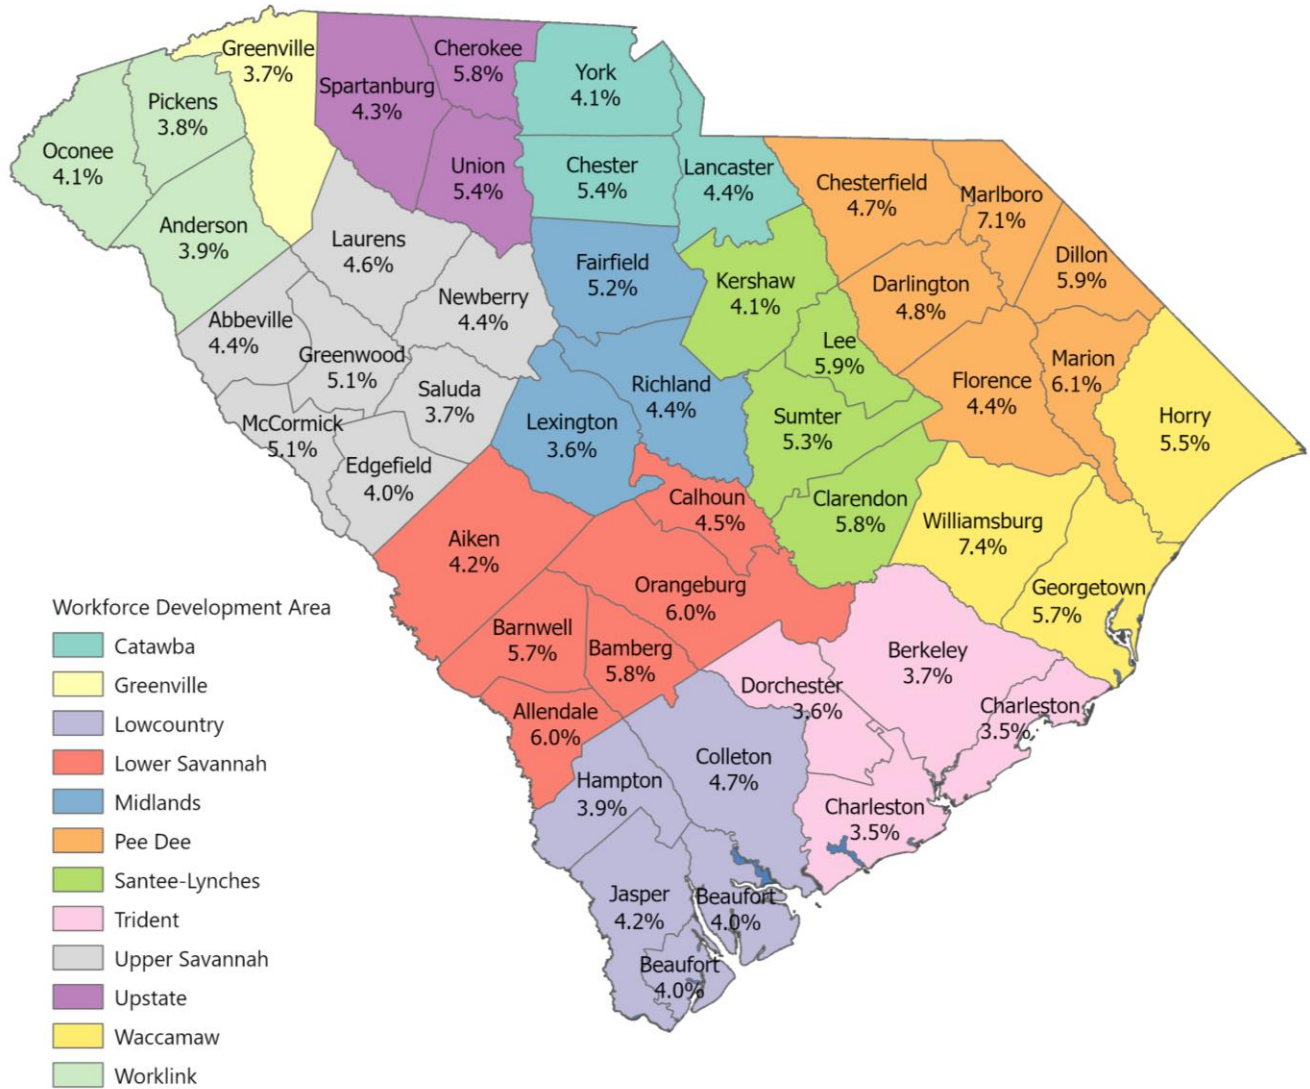 Greenville
3.7%
Cherokee
5.8%
Spartanburg
4.3%
York
4.1%
Pickens
3.8%
Oconee
4.1%
Union
5.4%
Chester
5.4%
Lancaster
4.4%
Chesterfield
4.7%
Marlboro
7.1%
Anderson
3.9%
Laurens
4.6%
Fairfield
5.2%
Kershaw
4.1%
Darlington
4.8%
Dillon
5.9%
Newberry
4.4%
Abbeville
4.4%
Greenwood
5.1%
Lee
5.9%
Marion
6.1%
Saluda
3.7%
Richland
4.4%
Florence
4.4%
McCormick
5.1%
Lexington
3.6%
Sumter
5.3%
Horry
5.5%
Edgefield
4.0%
Calhoun
4.5%
Clarendon
5.8%
Williamsburg
7.4%
Aiken
4.2%
Orangeburg
6.0%
Georgetown
5.7%
Barnwell
5.7%
Bamberg
5.8%
Berkeley
3.7%
Dorchester
3.6%
Charleston
3.5%
Allendale
6.0%
Colleton
4.7%
Hampton
3.9%
Charleston
3.5%
Jasper
4.2%
Beaufort
4.0%
Beaufort
4.0%
Workforce Development Area
Catawba
Greenville
Lowcountry
Lower Savannah
Midlands
Pee Dee
Santee-Lynches
Trident
Upper Savannah
Upstate
Waccamaw
Worklink